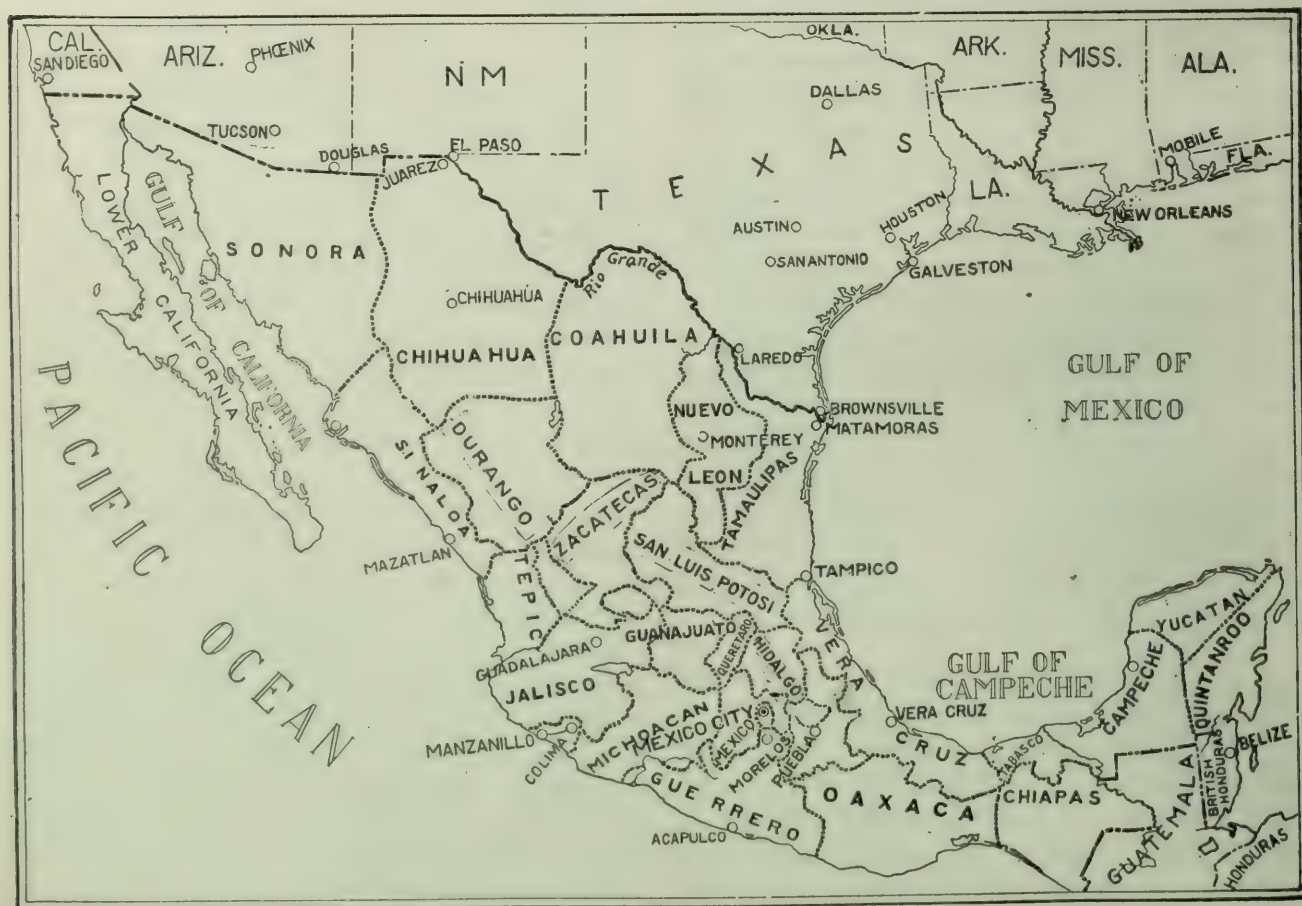 CAL.
SAN DIEGO
ARIZ.
PHŒNIX
N M
OKLA.
ARK.
MISS.
ALA.
DALLAS
TUCSON
DOUGLAS
EL PASO
JUAREZ
TEXAS
LA.
MOBILE
FLA.
NEW ORLEANS
AUSTIN
HOUSTON
SAN ANTONIO
GALVESTON
LOWER CALIFORNIA
GULF OF CALIFORNIA
SONORA
Rio Grande
CHIHUAHUA
COAHUILA
CHIHUAHUA
LAREDO
GULF OF
MEXICO
PACIFIC OCEAN
NUEVO
LEON
BROWNSVILLE
MATAMORAS
MONTEREY
SINALOA
DURANGO
ZACATECAS
TAMAULIPAS
MAZATLAN
TEPIC
SAN LUIS POTOSI
TAMPICO
GUADALAJARA
GUANAJUATO
QUERETARO
HIDALGO
VERA CRUZ
JALISCO
GULF OF
CAMPECHE
YUCATAN
CAMPECHE
QUINTANROO
MANZANILLO
COLIMA
MICHOACAN
MEXICO CITY
MEXICO
MORELOS
PUEBLA
VERA CRUZ
TABASCO
BELIZE
BRITISH
HONDURAS
GUERRERO
OAXACA
CHIAPAS
ACAPULCO
GUATEMALA
HONDURAS